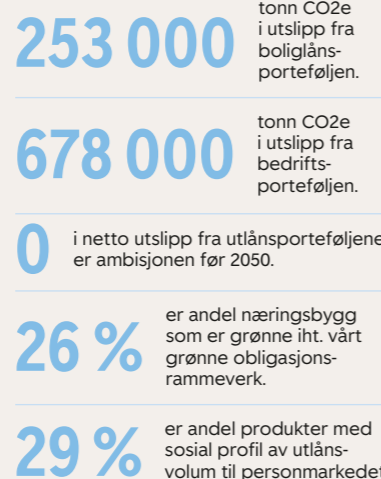 253 000
tonn CO2e
i utslipp fra
boliglåns-
porteføljen.
678 000
tonn CO2e
i utslipp fra
bedrifts-
porteføljen.
0
i netto utslipp fra utlånsporteføljene
er ambisjonen før 2050.
26 %
er andel næringsbygg
som er grønne iht. vårt
grønne obligasjons-
rammeverk.
29 %
er andel produkter med
sosial profil av utlåns-
volum til personmarkedet